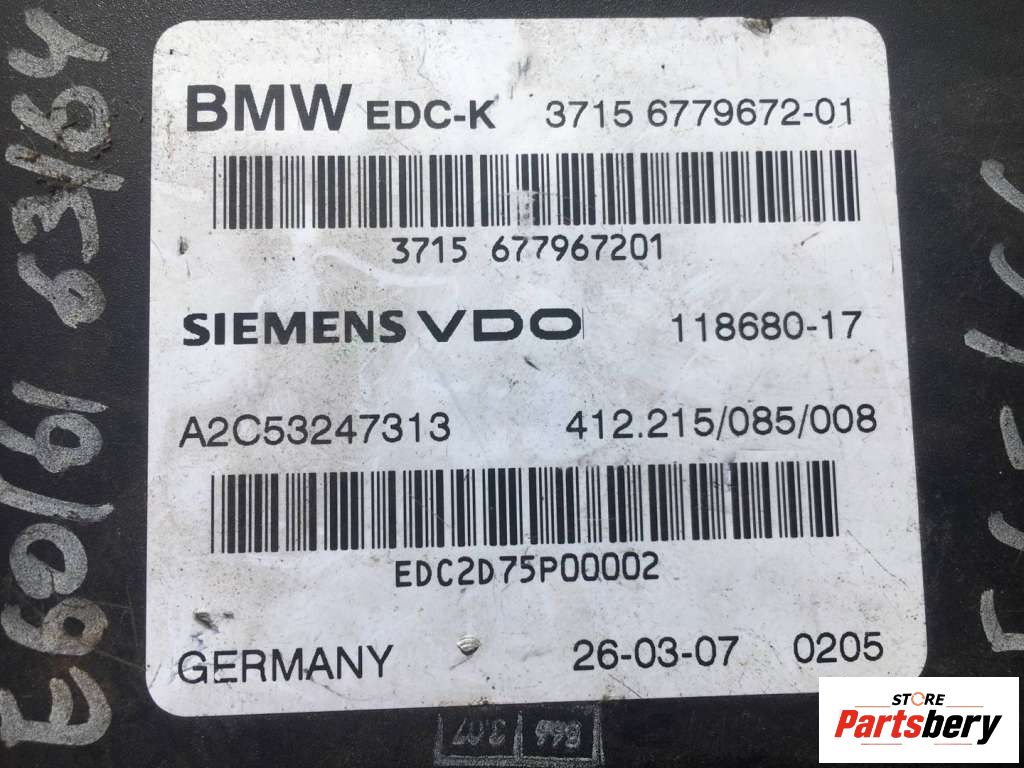 BMW EDC-K 3715 6779672-01
3715 677967201
SIEMENS VDO 118680-17
A2C53247313 412.215/085/008
EDC2D75P00002
GERMANY 26-03-07 0205
E60/61 63/64
STORE
Partsbery